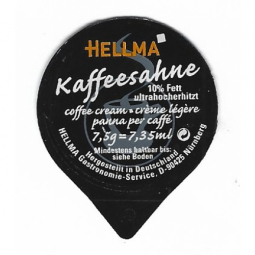 HELLMA
Kaffeesahne
10% Fett
ultrahocherhitzt
coffee cream • crème légère
panna per caffè
7,5g=7,35ml
Mindestens haltbar bis:
siehe Boden
Hergestellt in Deutschland
HELLMA Gastronomie-Service, D-90425 Nürnberg